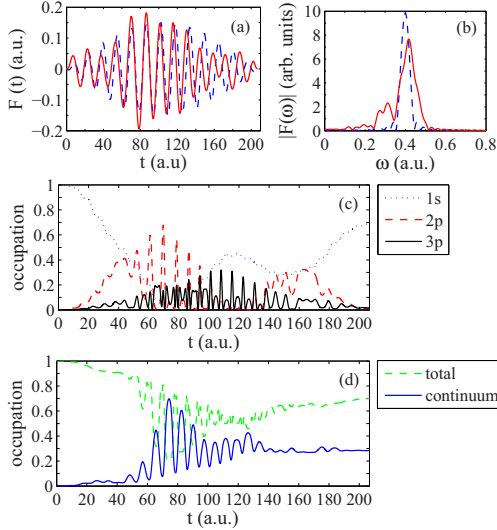 (a)
F (t) (a.u.)
0.2
0.1
0
−0.1
−0.2
0 50 100 150 200
t (a.u)
(b)
|F(ω)| (arb. units)
10
8
6
4
2
0
0 0.2 0.4 0.6 0.8
ω (a.u.)
(c)
occupation
1
0.8
0.6
0.4
0.2
0
0 20 40 60 80 100 120 140 160 180 200
t (a.u.)
1s
2p
3p
(d)
occupation
1
0.8
0.6
0.4
0.2
0
0 20 40 60 80 100 120 140 160 180 200
t (a.u.)
total
continuum